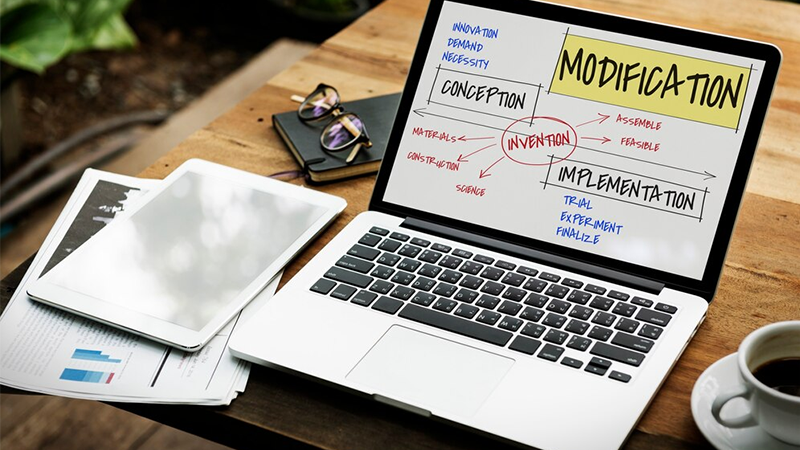 INNOVATION
DEMAND
NECESSITY
MODIFICATION
CONCEPTION
INVENTION
ASSEMBLE
FEASIBLE
MATERIALS
CONSTRUCTION
SCIENCE
IMPLEMENTATION
TRIAL
EXPERIMENT
FINALIZE